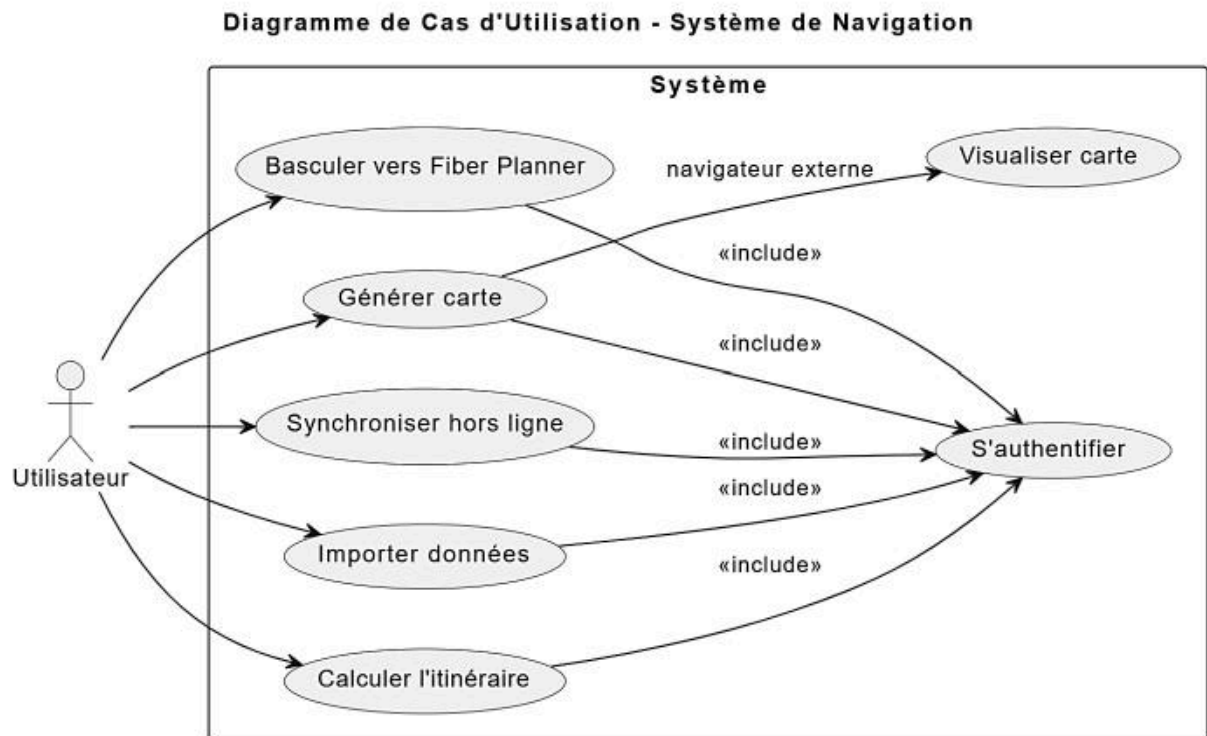 Diagramme de Cas d'Utilisation - Système de Navigation
Système
Basculer vers Fiber Planner
navigateur externe
Visualiser carte
«include»
Générer carte
«include»
Synchroniser hors ligne
«include»
S'authentifier
Utilisateur
«include»
Importer données
«include»
Calculer l'itinéraire